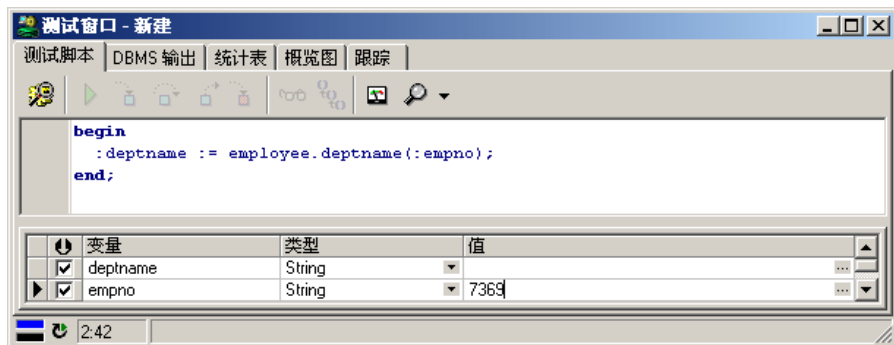 测试窗口 - 新建
测试脚本 DBMS 输出 统计表 概览图 跟踪
begin
:deptname := employee.deptname(:empno);
end;
变量 类型 值
deptname String
empno String 7369
2:42